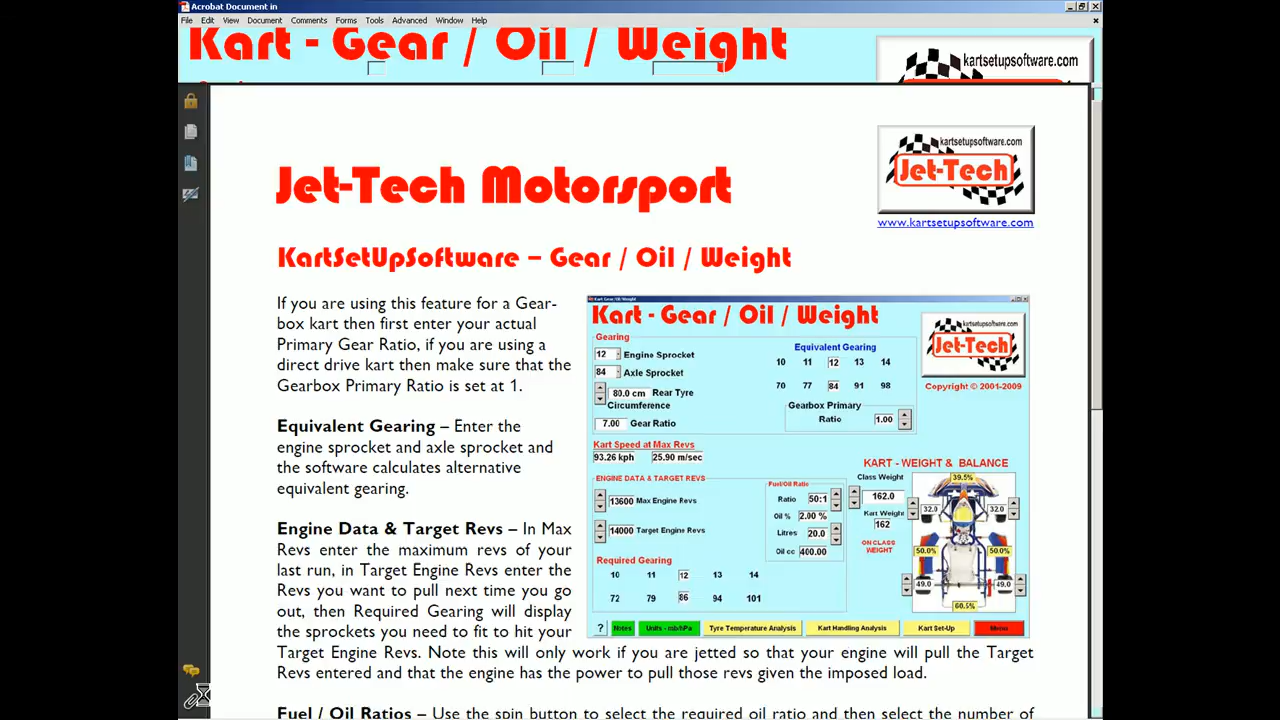 Acrobat Document in
File Edit View Document Comments Forms Tools Advanced Window Help
Kart - Gear / Oil / Weight
kartsetupsoftware.com
kartsetupsoftware.com
Jet-Tech
Jet-Tech Motorsport
www.kartsetupsoftware.com
KartSetUpSoftware – Gear / Oil / Weight
If you are using this feature for a Gear-
box kart then first enter your actual
Primary Gear Ratio, if you are using a
direct drive kart then make sure that the
Gearbox Primary Ratio is set at 1.
Equivalent Gearing – Enter the
engine sprocket and axle sprocket and
the software calculates alternative
equivalent gearing.
Engine Data & Target Revs – In Max
Revs enter the maximum revs of your
last run, in Target Engine Revs enter the
Revs you want to pull next time you go
out, then Required Gearing will display
the sprockets you need to fit to hit your
Target Engine Revs. Note this will only work if you are jetted so that your engine will pull the Target
Revs entered and that the engine has the power to pull those revs given the imposed load.
Fuel / Oil Ratios – Use the spin button to select the required oil ratio and then select the number of
Kart Gear/Oil/Weight
Kart - Gear / Oil / Weight
kartsetupsoftware.com
Jet-Tech
Copyright © 2001-2009
Gearing
12 Engine Sprocket
84 Axle Sprocket
80.0 cm Rear Tyre
Circumference
7.00 Gear Ratio
Equivalent Gearing
10 11 12 13 14
70 77 84 91 98
Gearbox Primary
Ratio 1.00
Kart Speed at Max Revs
93.26 kph 25.90 m/sec
ENGINE DATA & TARGET REVS
13600 Max Engine Revs
14000 Target Engine Revs
Required Gearing
10 11 12 13 14
72 79 86 94 101
Fuel/Oil Ratio
Ratio 50:1
Oil % 2.00 %
Litres 20.0
Oil cc 400.00
KART - WEIGHT & BALANCE
Class Weight
162.0
Kart Weight
162
ON CLASS
WEIGHT
39.5%
32.0 32.0
50.0% 50.0%
49.0 49.0
60.5%
? Notes Units - mb/hPa Tyre Temperature Analysis Kart Handling Analysis Kart Set-Up Menu